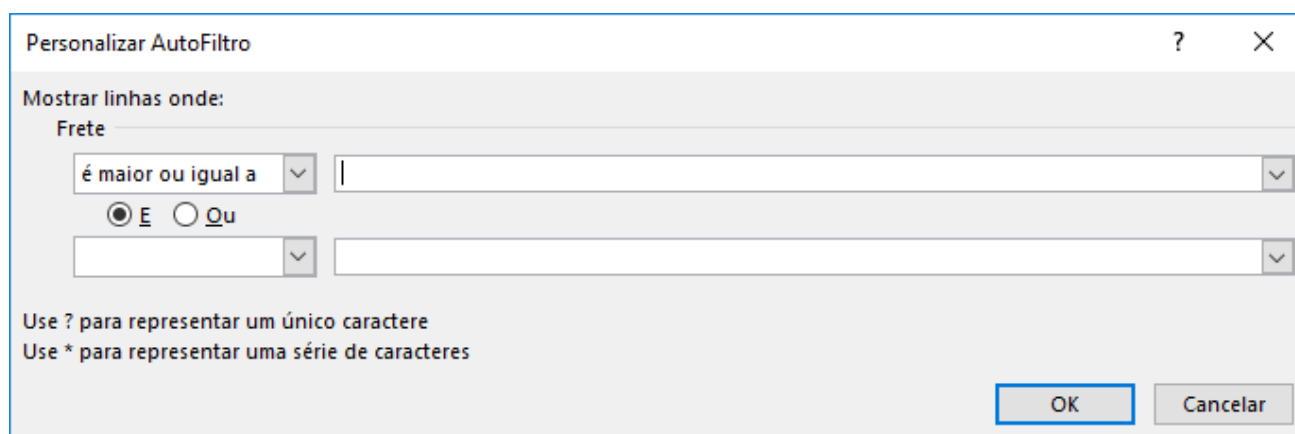 Personalizar AutoFiltro ?
Mostrar linhas onde:
Frete
é maior ou igual a
E Ou
Use ? para representar um único caractere
Use * para representar uma série de caracteres
OK Cancelar